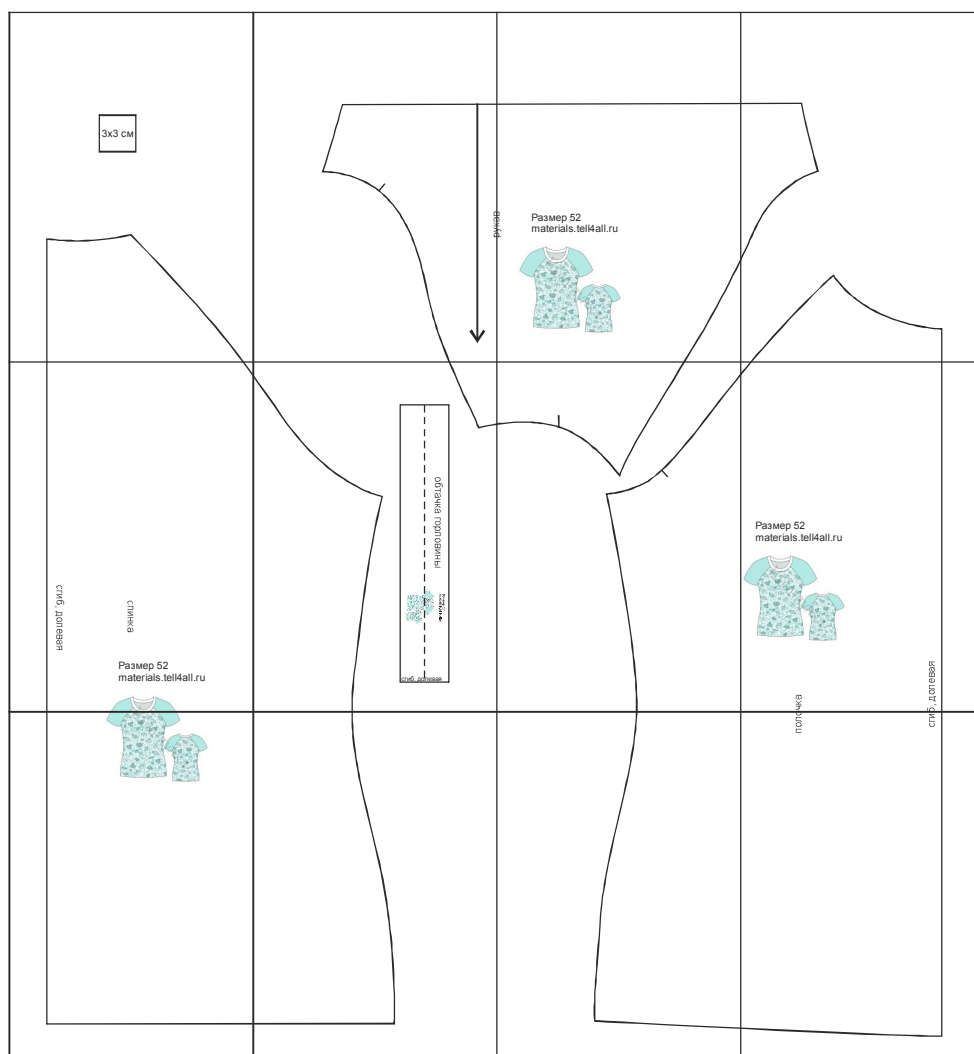 3х3 см
рукав
Размер 52
materials.tell4all.ru
обтачка горловины
сгиб, долевая
Размер 52
materials.tell4all.ru
сгиб, долевая
спинка
Размер 52
materials.tell4all.ru
полочка
сгиб, долевая